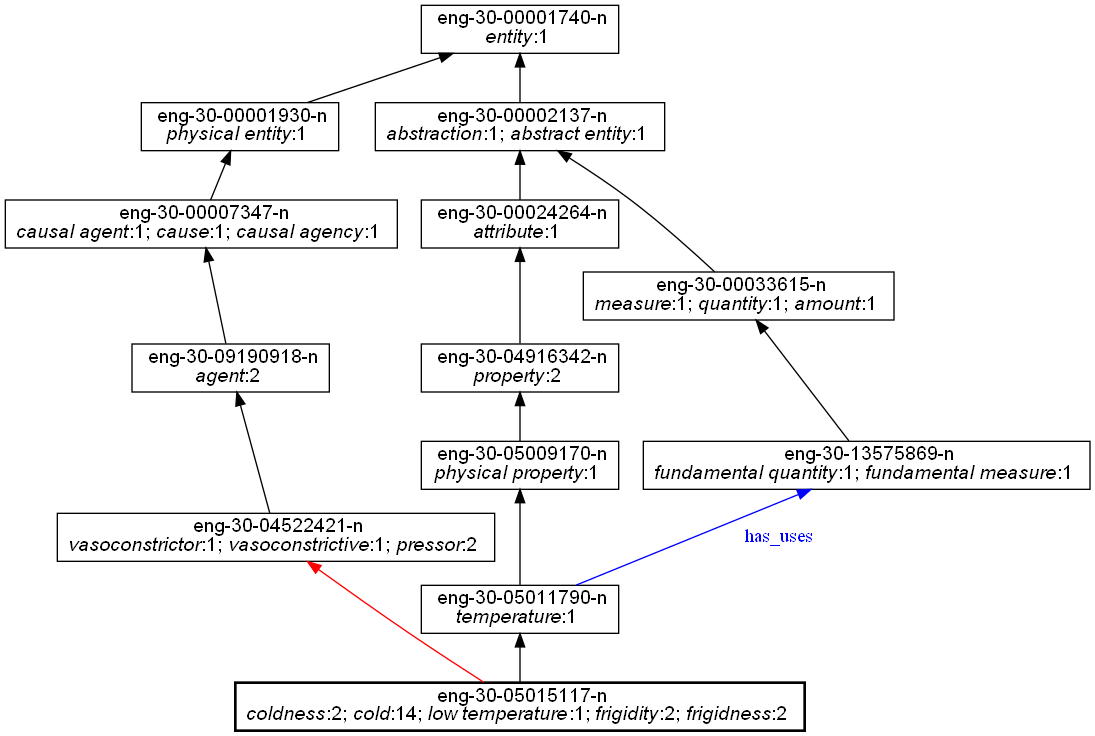 eng-30-00001740-n
entity:1
eng-30-00001930-n
physical entity:1
eng-30-00002137-n
abstraction:1; abstract entity:1
eng-30-00007347-n
causal agent:1; cause:1; causal agency:1
eng-30-00024264-n
attribute:1
eng-30-00033615-n
measure:1; quantity:1; amount:1
eng-30-09190918-n
agent:2
eng-30-04916342-n
property:2
eng-30-05009170-n
physical property:1
eng-30-13575869-n
fundamental quantity:1; fundamental measure:1
eng-30-04522421-n
vasoconstrictor:1; vasoconstrictive:1; pressor:2
has_uses
eng-30-05011790-n
temperature:1
eng-30-05015117-n
coldness:2; cold:14; low temperature:1; frigidity:2; frigidness:2